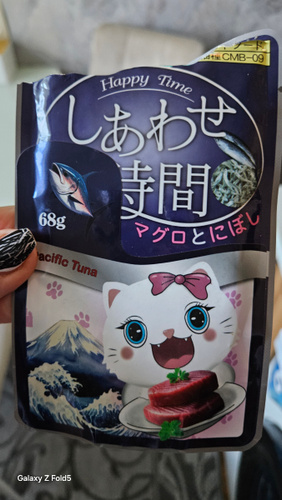 CMB-09
Happy Time
しあわせ
時間
68g
マグロとにぼし
Pacific Tuna
Galaxy Z Fold5